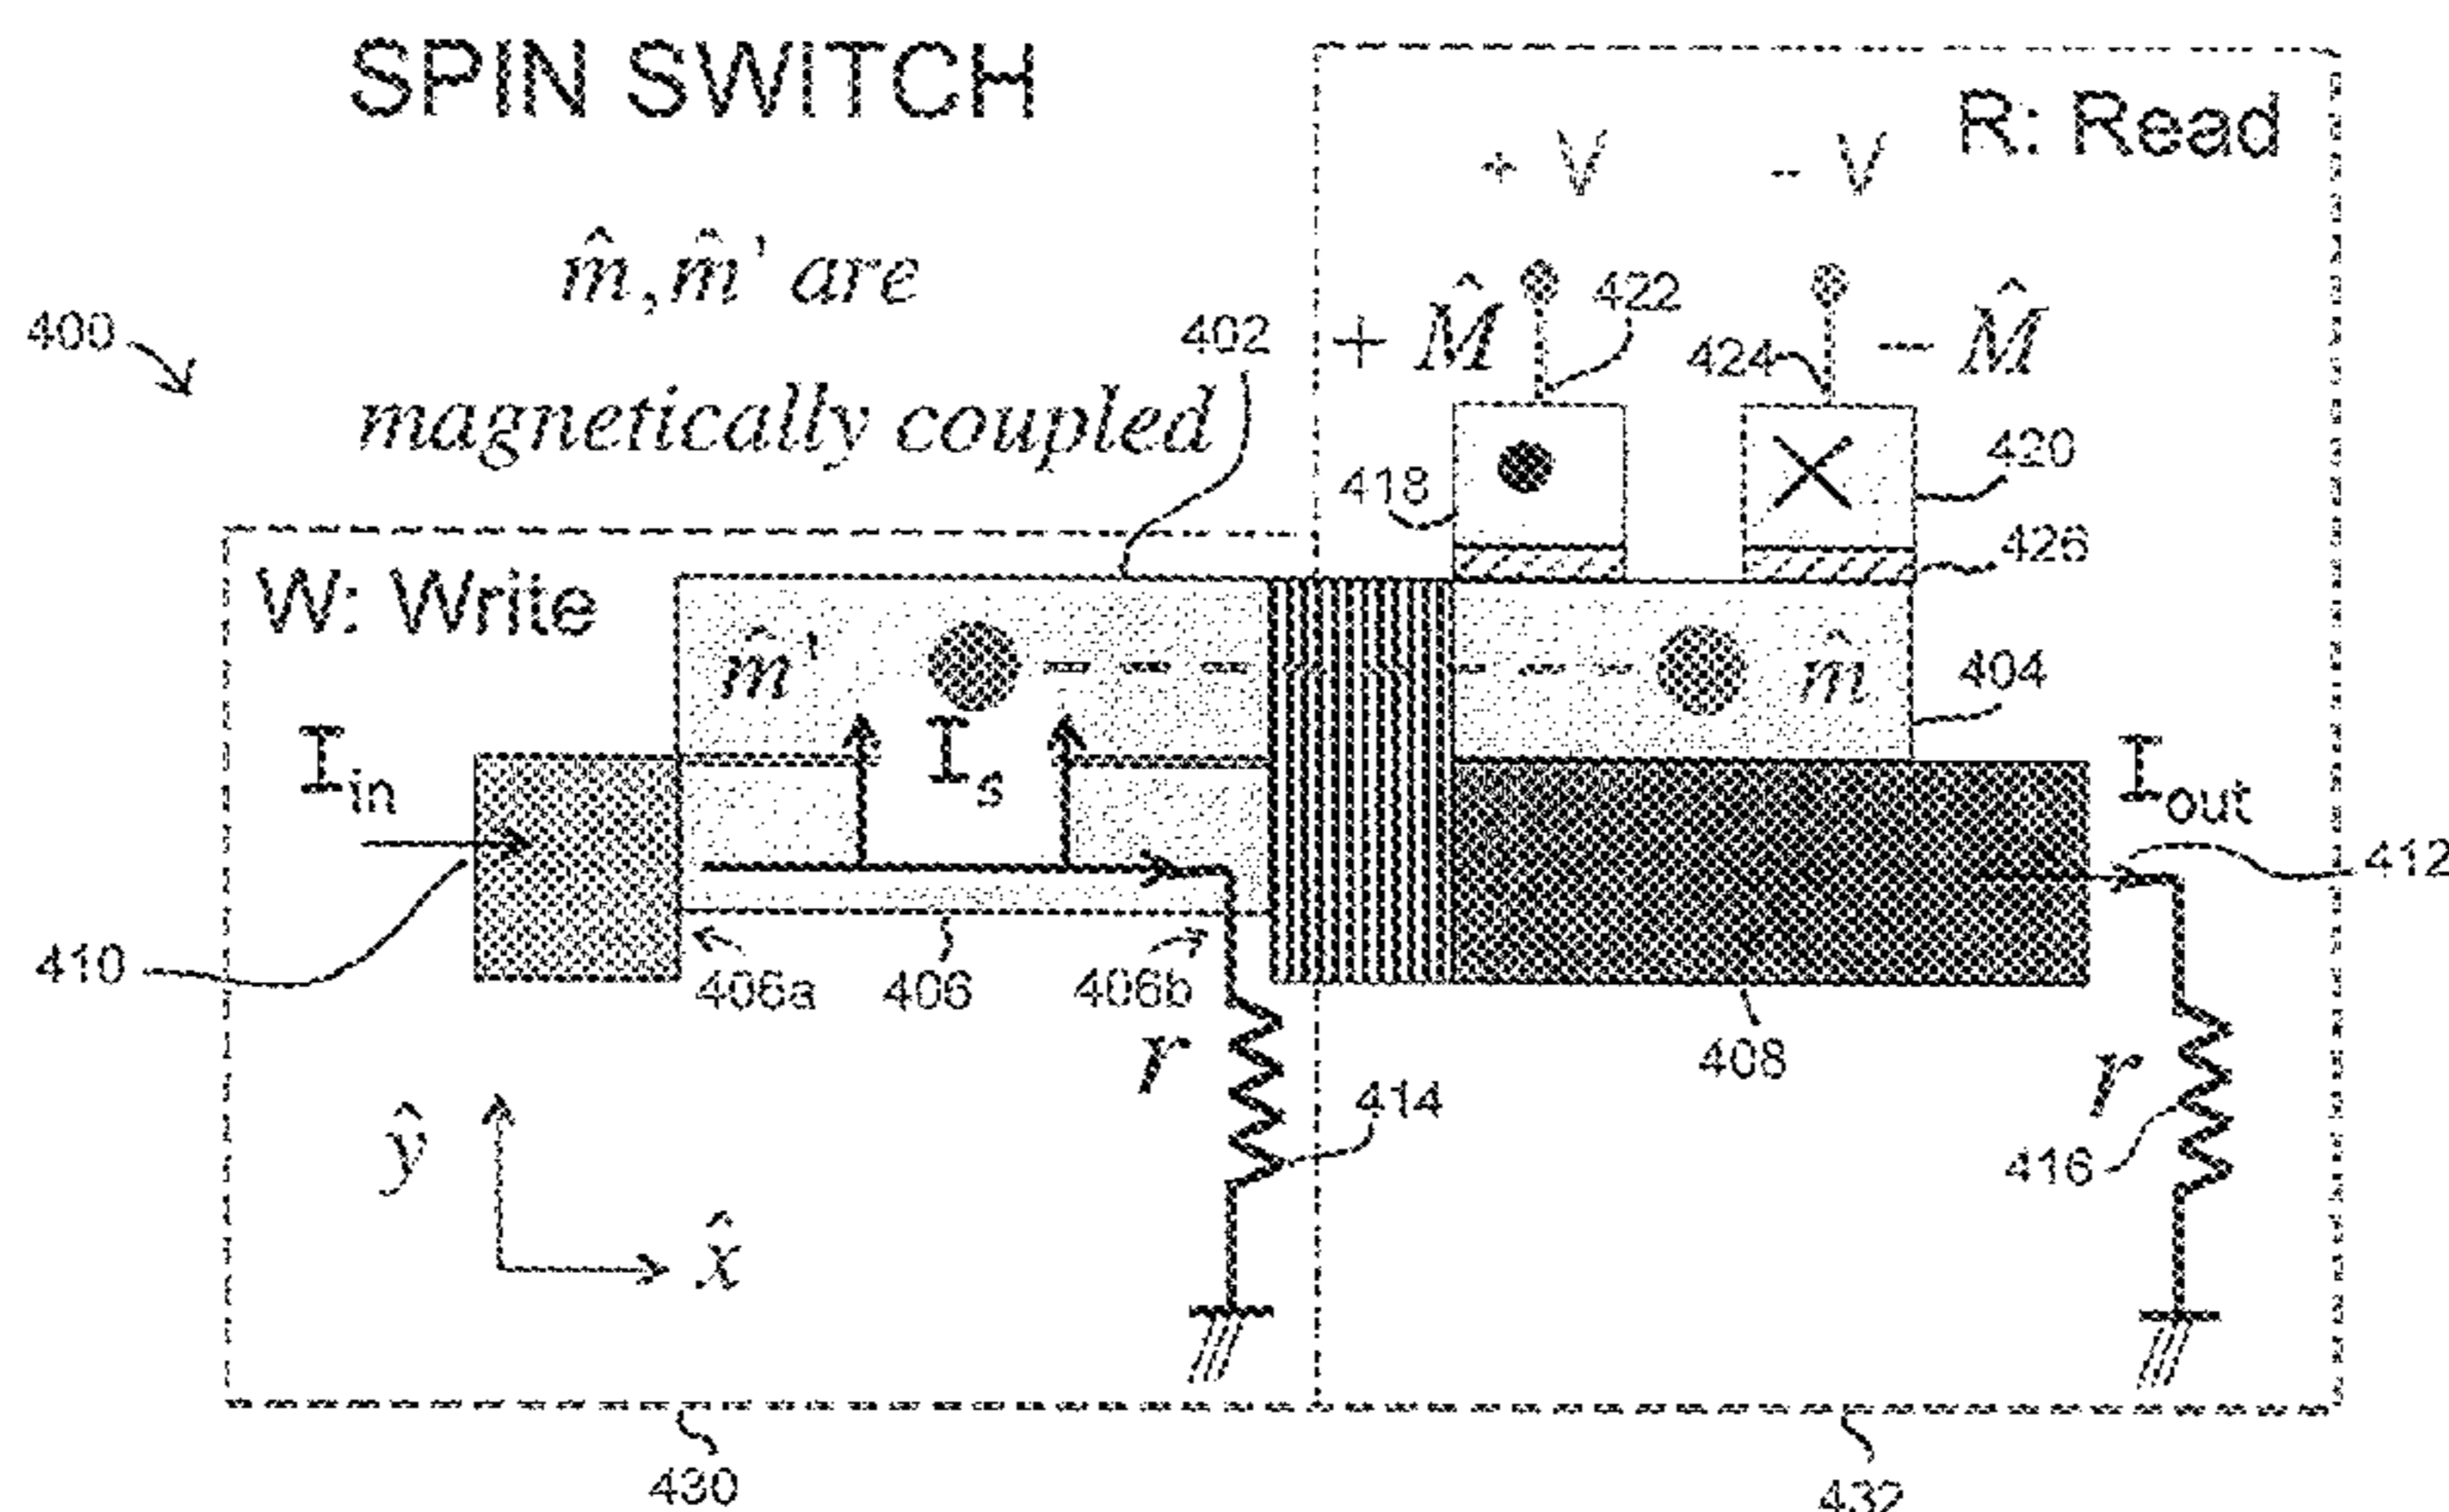 SPIN SWITCH
R: Read
+ V
- V
m̂, m̂' are
magnetically coupled
400
402
+ M̂
422
424
- M̂
418
420
426
W: Write
m̂'
m̂
404
I_in
I_s
I_out
412
410
406a
406
406b
r
414
408
r
416
ŷ
x̂
430
432